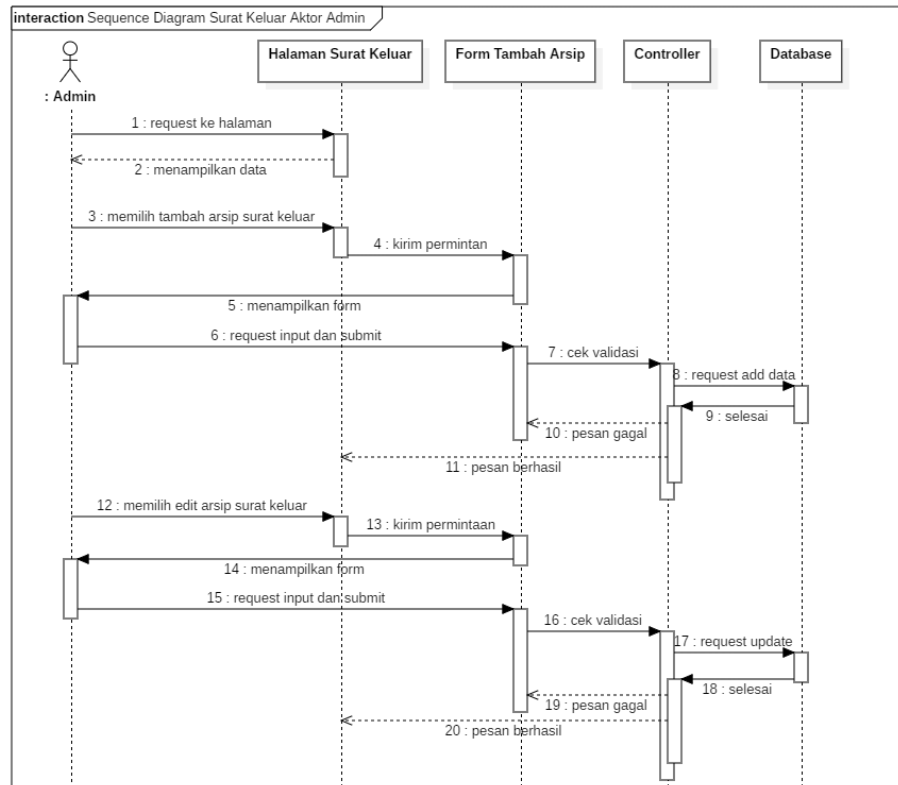 interaction Sequence Diagram Surat Keluar Aktor Admin
Halaman Surat Keluar
Form Tambah Arsip
Controller
Database
: Admin
1 : request ke halaman
2 : menampilkan data
3 : memilih tambah arsip surat keluar
4 : kirim permintan
5 : menampilkan form
6 : request input dan submit
7 : cek validasi
8 : request add data
9 : selesai
10 : pesan gagal
11 : pesan berhasil
12 : memilih edit arsip surat keluar
13 : kirim permintaan
14 : menampilkan form
15 : request input dan submit
16 : cek validasi
17 : request update
18 : selesai
19 : pesan gagal
20 : pesan berhasil